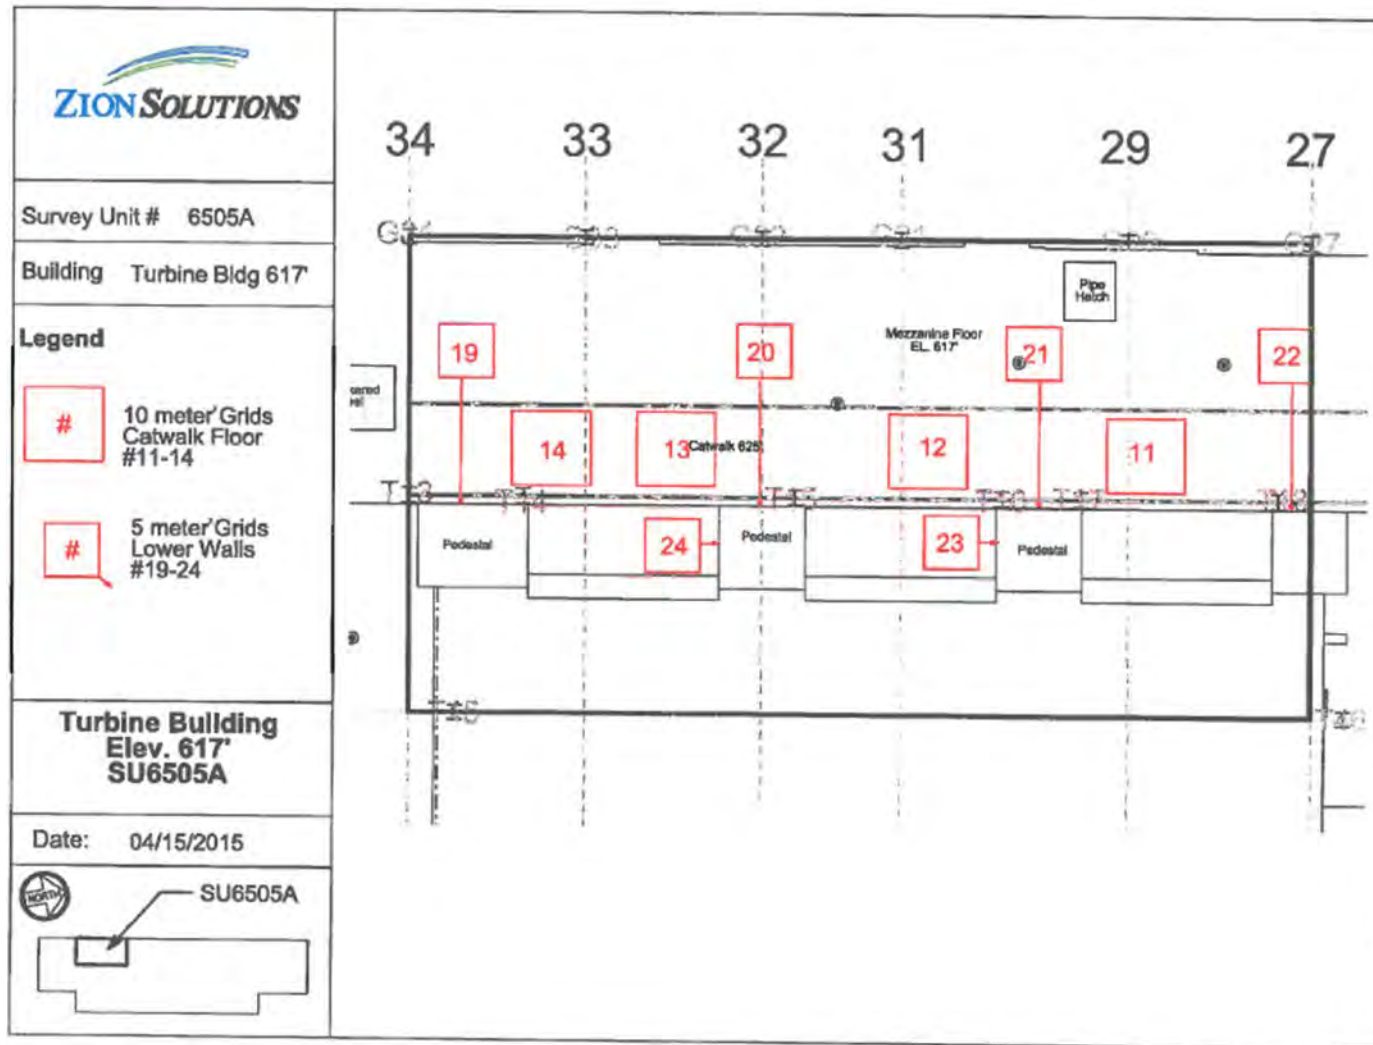 ZIONSOLUTIONS
Survey Unit # 6505A
Building Turbine Bldg 617'
Legend
# 10 meter Grids
Catwalk Floor
#11-14
# 5 meter Grids
Lower Walls
#19-24
Turbine Building
Elev. 617'
SU6505A
Date: 04/15/2015
NORTH
SU6505A
34 33 32 31 29 27
Pipe
Hatch
Mezzanine Floor
EL. 617'
19 20 21 22
14 13 Catwalk 625' 12 11
Pedestal 24 Pedestal 23 Pedestal